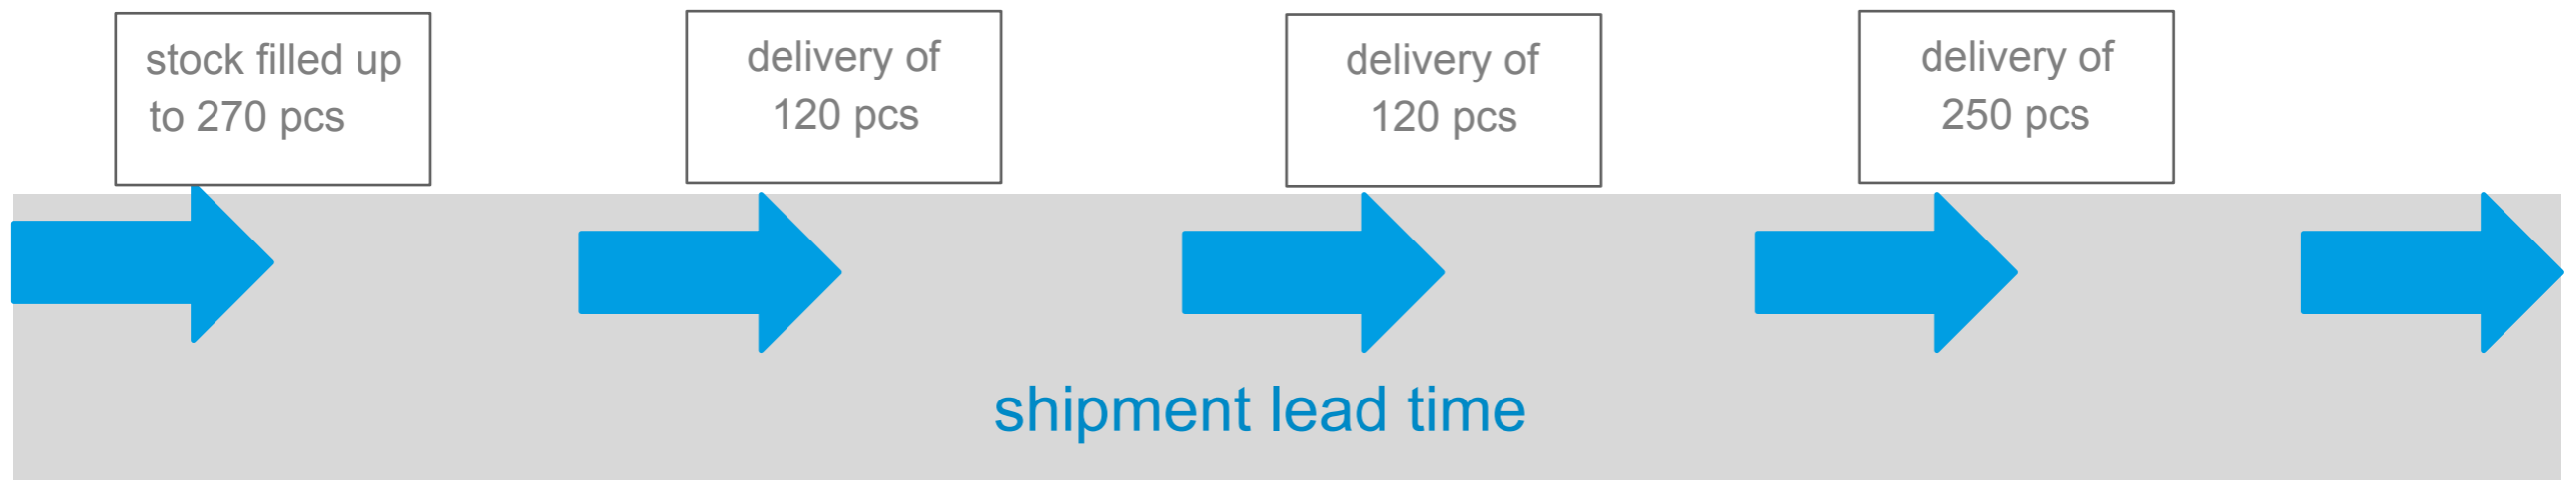 stock filled up
to 270 pcs
delivery of
120 pcs
delivery of
120 pcs
delivery of
250 pcs
shipment lead time